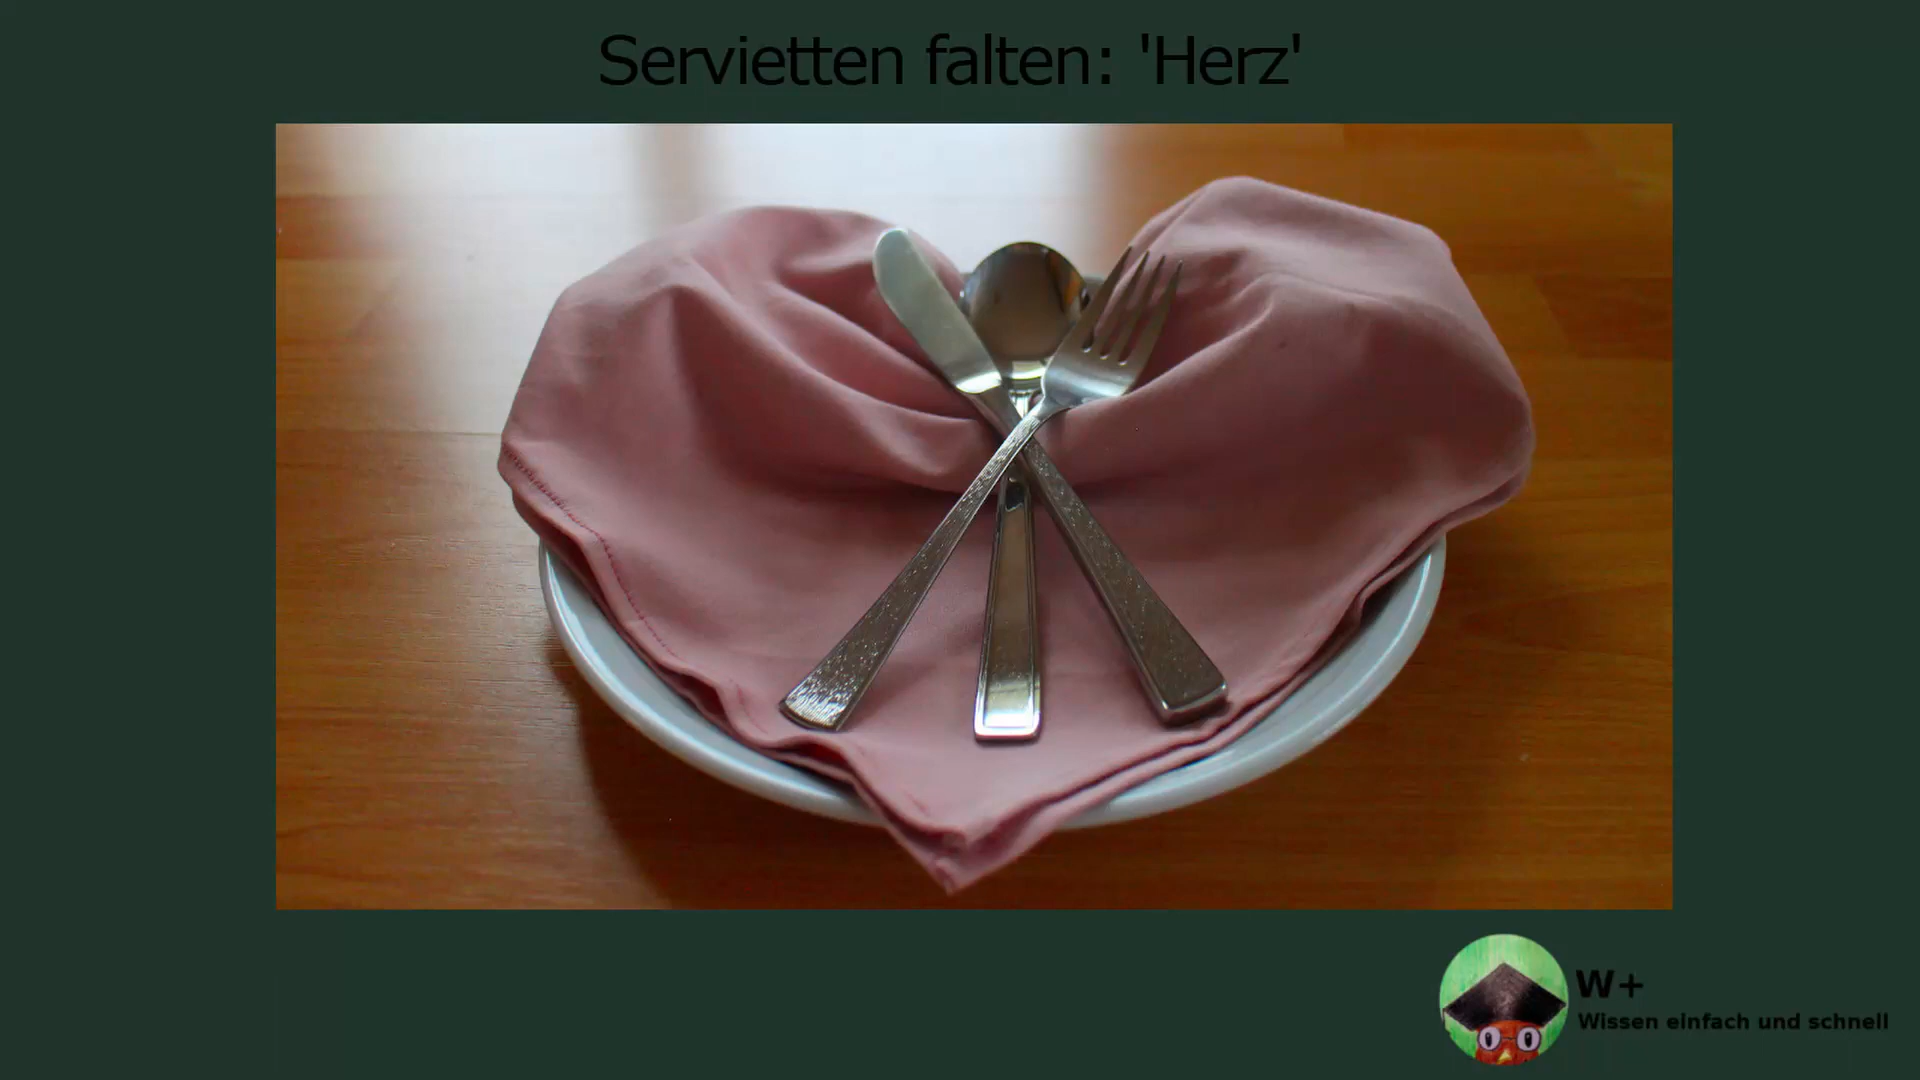 Servietten falten: 'Herz'
W+
Wissen einfach und schnell